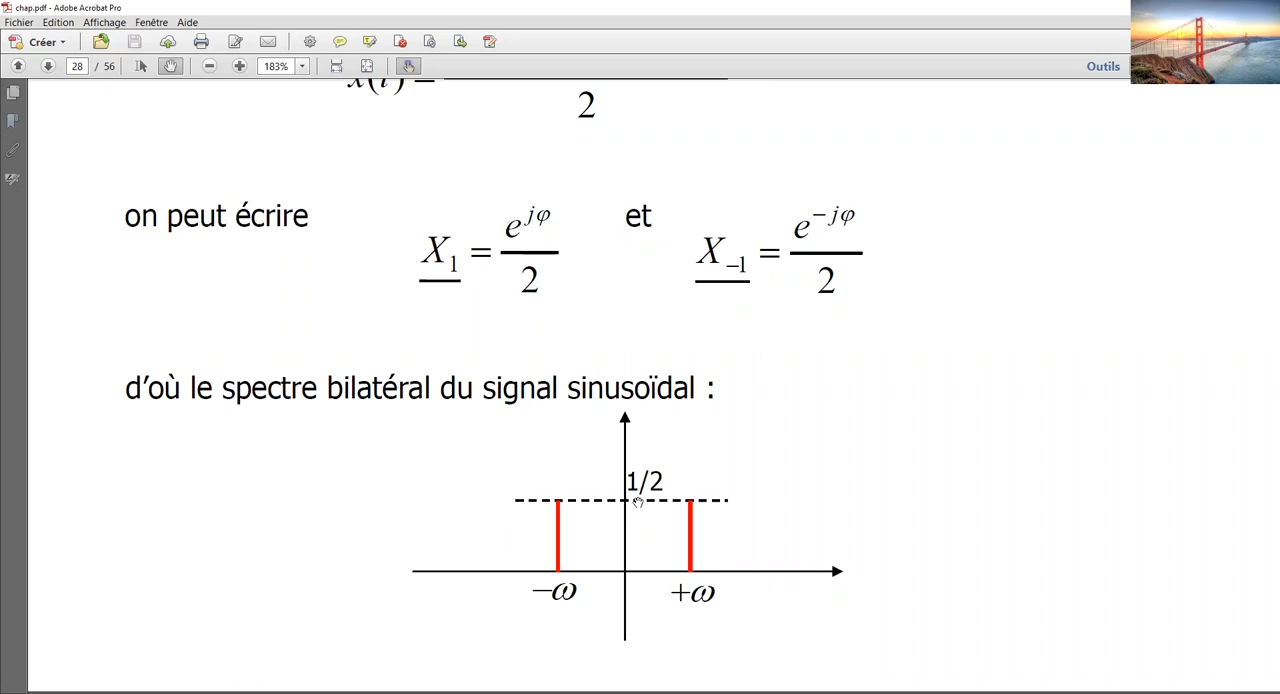 chap.pdf - Adobe Acrobat Pro
Fichier Edition Affichage Fenêtre Aide
Créer
28 / 56 183% Outils
x(t) =
2
on peut écrire X₁ = e^{jφ} / 2 et X₋₁ = e^{-jφ} / 2
d'où le spectre bilatéral du signal sinusoïdal :
1/2
-ω +ω